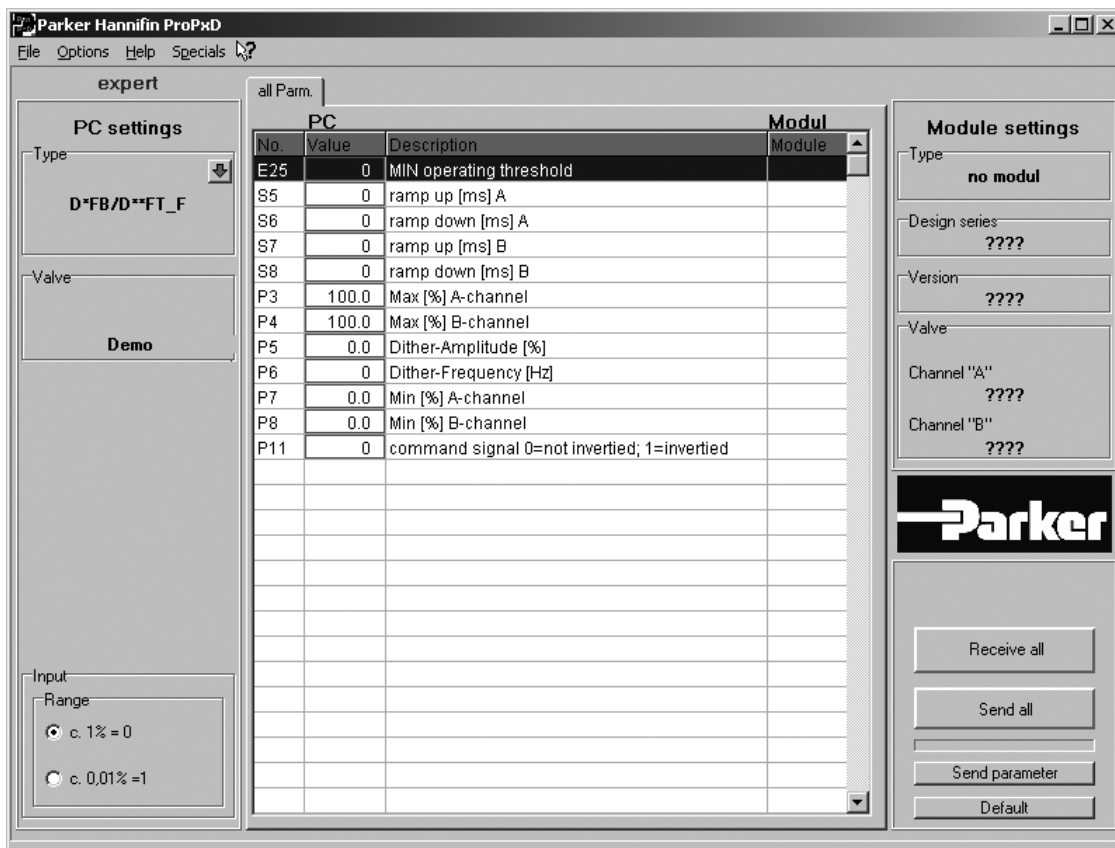 Parker Hannifin ProPxD
File Options Help Specials
expert
PC settings
Type
D*FB/D**FT_F
Valve
Demo
Input
Range
c. 1% = 0
c. 0,01% =1
all Parm.
PC Modul
No. Value Description Module
E25 0 MIN operating threshold
S5 0 ramp up [ms] A
S6 0 ramp down [ms] A
S7 0 ramp up [ms] B
S8 0 ramp down [ms] B
P3 100.0 Max [%] A-channel
P4 100.0 Max [%] B-channel
P5 0.0 Dither-Amplitude [%]
P6 0 Dither-Frequency [Hz]
P7 0.0 Min [%] A-channel
P8 0.0 Min [%] B-channel
P11 0 command signal 0=not invertied; 1=invertied
Module settings
Type
no modul
Design series
????
Version
????
Valve
Channel "A"
????
Channel "B"
????
Parker
Receive all
Send all
Send parameter
Default